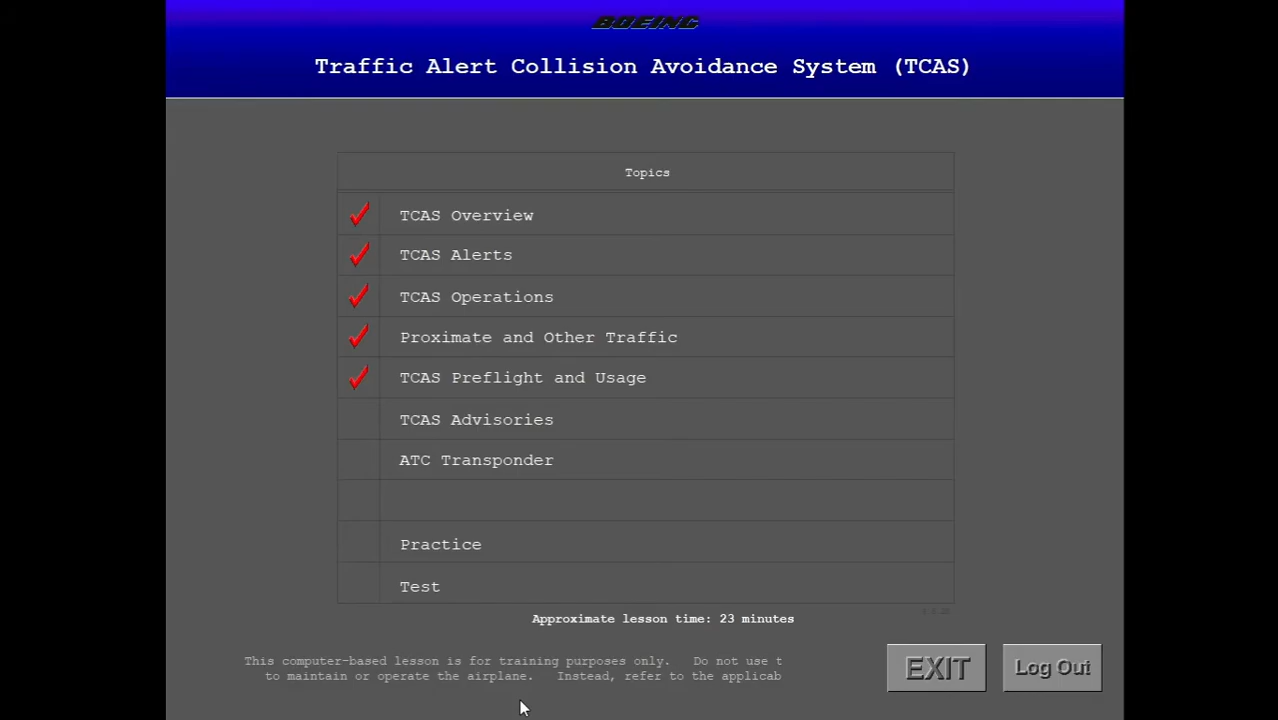 BOEING
Traffic Alert Collision Avoidance System (TCAS)
Topics
TCAS Overview
TCAS Alerts
TCAS Operations
Proximate and Other Traffic
TCAS Preflight and Usage
TCAS Advisories
ATC Transponder
Practice
Test
Approximate lesson time: 23 minutes
This computer-based lesson is for training purposes only. Do not use t
to maintain or operate the airplane. Instead, refer to the applicab
EXIT
Log Out